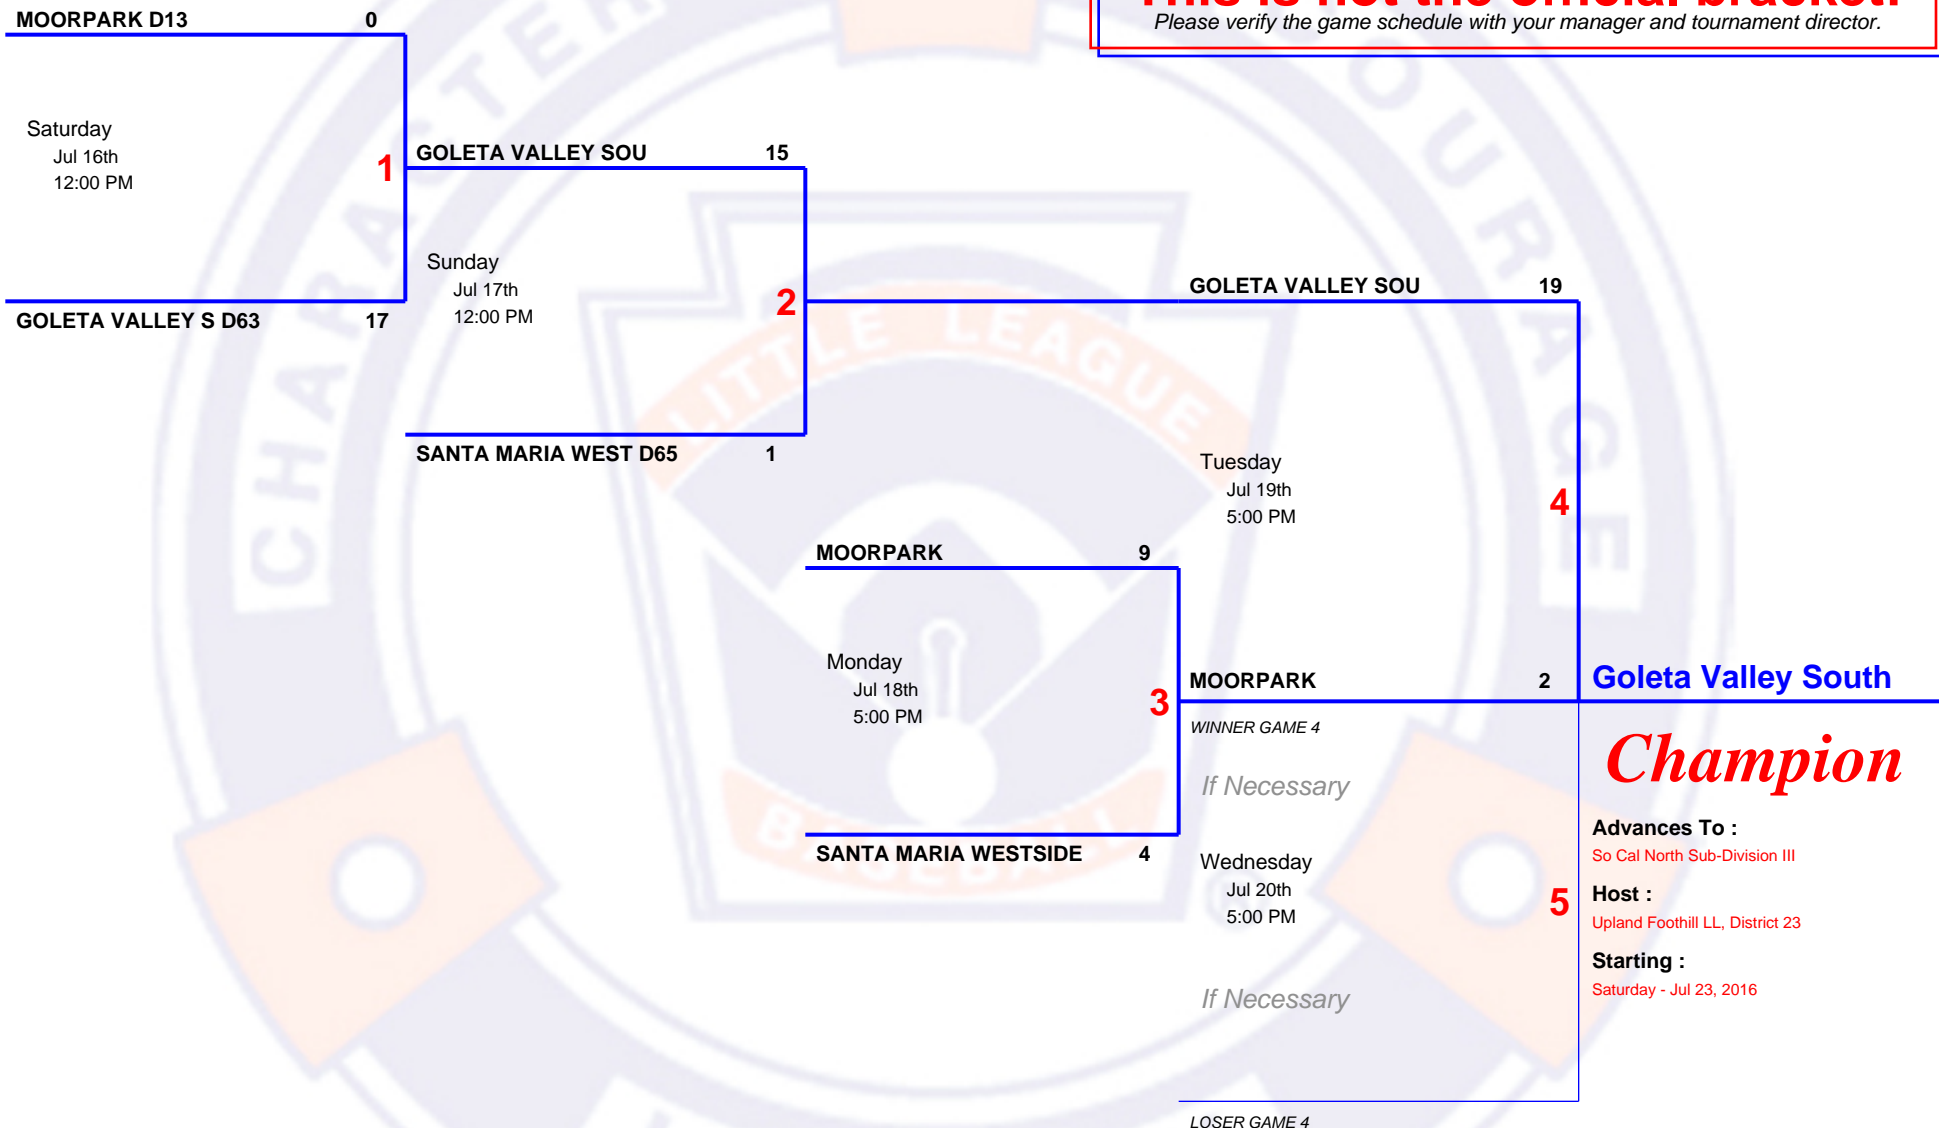 This is not the official bracket!
Please verify the game schedule with your manager and tournament director.
MOORPARK D13 0
Saturday
Jul 16th
12:00 PM
1
GOLETA VALLEY S D63 17
GOLETA VALLEY SOU 15
Sunday
Jul 17th
12:00 PM
2
SANTA MARIA WEST D65 1
GOLETA VALLEY SOU 19
Tuesday
Jul 19th
5:00 PM
4
MOORPARK 9
Monday
Jul 18th
5:00 PM
3
SANTA MARIA WESTSIDE 4
MOORPARK 2
WINNER GAME 4
If Necessary
Wednesday
Jul 20th
5:00 PM
5
If Necessary
LOSER GAME 4
Goleta Valley South
Champion
Advances To :
So Cal North Sub-Division III
Host :
Upland Foothill LL, District 23
Starting :
Saturday - Jul 23, 2016
CHARACTER
COURAGE
LITTLE LEAGUE
BASEBALL
®